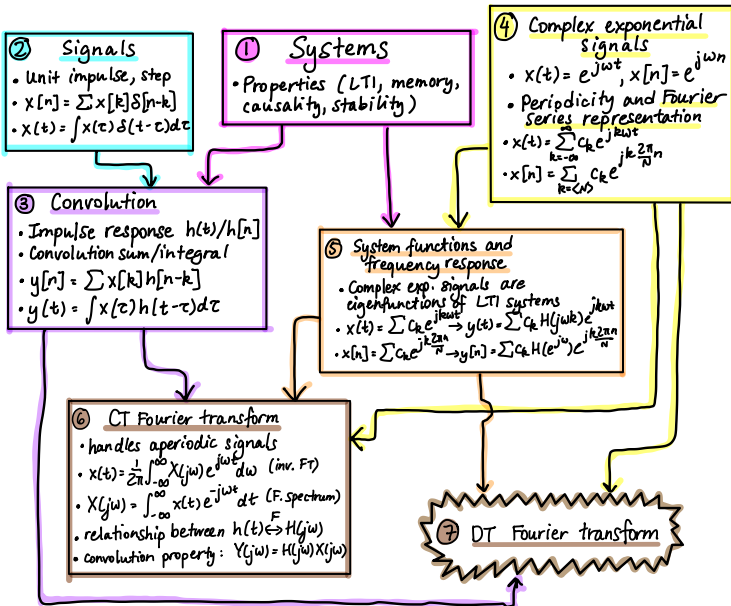 ① Systems
• Properties (LTI, memory,
causality, stability)
② Signals
• Unit impulse, step
• x[n] = ∑ x[k] δ[n-k]
• x(t) = ∫ x(τ) δ(t-τ)dτ
③ Convolution
• Impulse response h(t)/h[n]
• Convolution sum/integral
• y[n] = ∑ x[k] h[n-k]
• y(t) = ∫ x(τ) h(t-τ)dτ
④ Complex exponential
signals
• x(t) = e^{jωt}, x[n] = e^{jωn}
• Periodicity and Fourier
Series representation
• x(t) = ∑_{k=-∞}^{∞} c_k e^{jkωt}
• x[n] = ∑_{k=<N>} c_k e^{jk 2π/N n}
⑤ System functions and
frequency response
• Complex exp. signals are
eigenfunctions of LTI systems
• x(t) = ∑ c_k e^{jkωt} → y(t) = ∑ c_k H(jωk) e^{jkωt}
• x[n] = ∑ c_k e^{jk 2πn/N} → y[n] = ∑ c_k H(e^{jω}) e^{jk 2πn/N}
⑥ CT Fourier transform
• handles aperiodic signals
• x(t) = 1/2π ∫_{-∞}^{∞} X(jω) e^{jωt} dω (inv. FT)
• X(jω) = ∫_{-∞}^{∞} x(t) e^{-jωt} dt (F. spectrum)
• relationship between h(t) ↔^{F} H(jω)
• convolution property: Y(jω) = H(jω)X(jω)
⑦ DT Fourier transform